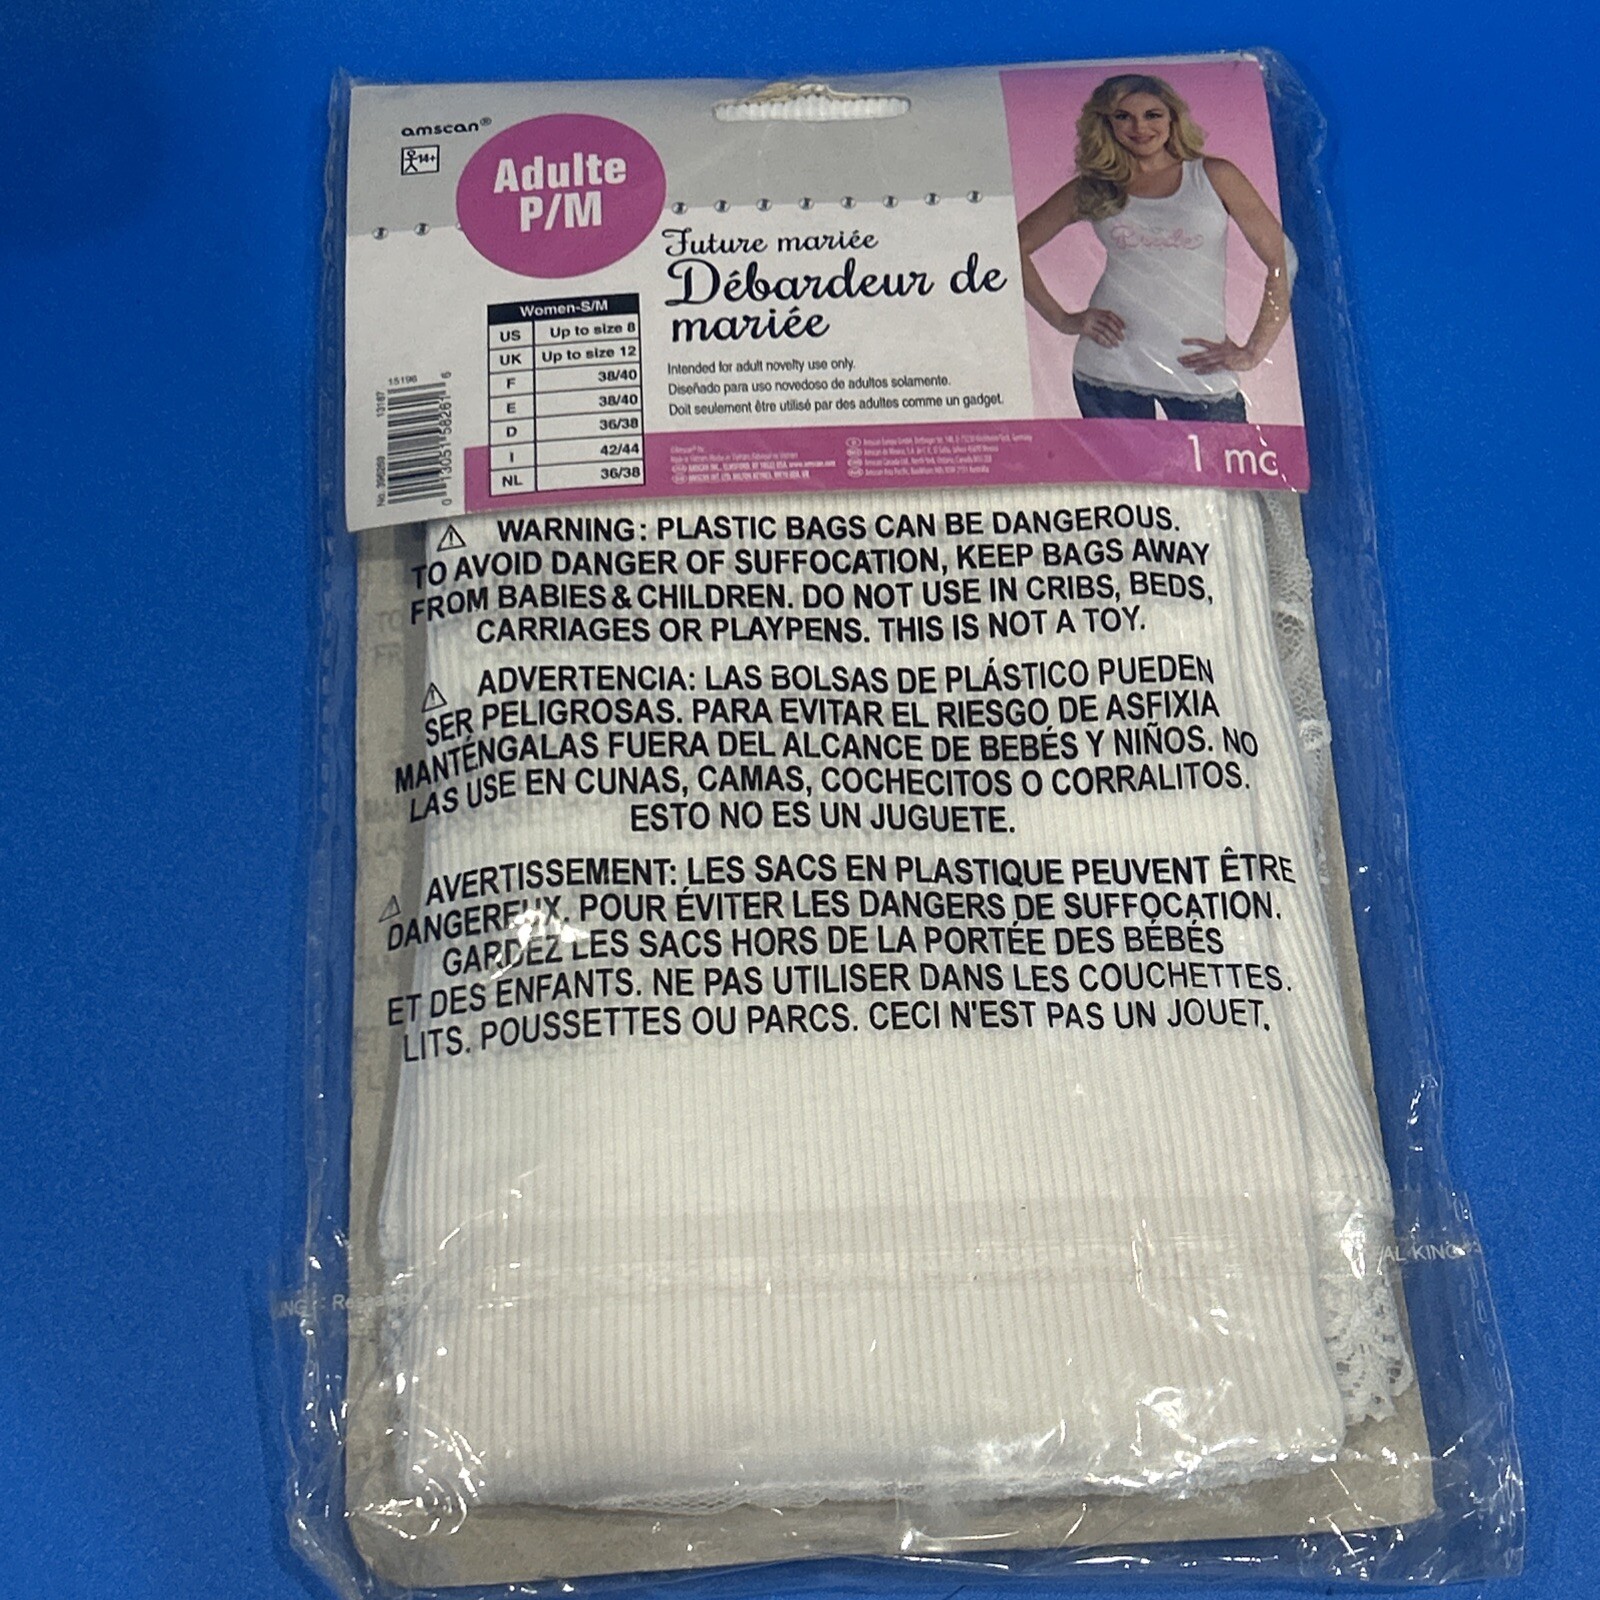 amscan®
14+
Adulte
P/M
Future mariée
Débardeur de
mariée
Women-S/M
US Up to size 8
UK Up to size 12
F 38/40
E 38/40
D 36/38
I 42/44
NL 36/38
Intended for adult novelty use only.
Diseñado para uso novedoso de adultos solamente.
Doit seulement être utilisé par des adultes comme un gadget.
Bride
15196
13187
0 13051 58261 6
1 mc.
WARNING: PLASTIC BAGS CAN BE DANGEROUS.
TO AVOID DANGER OF SUFFOCATION, KEEP BAGS AWAY
FROM BABIES & CHILDREN. DO NOT USE IN CRIBS, BEDS,
CARRIAGES OR PLAYPENS. THIS IS NOT A TOY.
ADVERTENCIA: LAS BOLSAS DE PLÁSTICO PUEDEN
SER PELIGROSAS. PARA EVITAR EL RIESGO DE ASFIXIA
MANTÉNGALAS FUERA DEL ALCANCE DE BEBÉS Y NIÑOS. NO
LAS USE EN CUNAS, CAMAS, COCHECITOS O CORRALITOS.
ESTO NO ES UN JUGUETE.
AVERTISSEMENT: LES SACS EN PLASTIQUE PEUVENT ÊTRE
DANGEREUX. POUR ÉVITER LES DANGERS DE SUFFOCATION.
GARDEZ LES SACS HORS DE LA PORTÉE DES BÉBÉS
ET DES ENFANTS. NE PAS UTILISER DANS LES COUCHETTES.
LITS. POUSSETTES OU PARCS. CECI N'EST PAS UN JOUET.